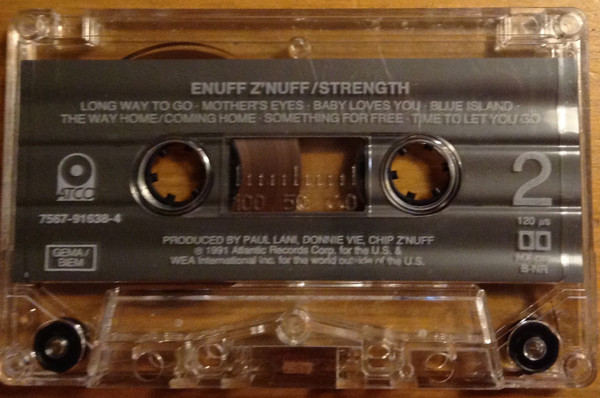 ENUFF Z'NUFF/STRENGTH
LONG WAY TO GO · MOTHER'S EYES · BABY LOVES YOU · BLUE ISLAND ·
THE WAY HOME/COMING HOME · SOMETHING FOR FREE · TIME TO LET YOU GO
ATCO
7567-91638-4
GEMA/
BIEM
100 50 0
2
120 µs
B-NR
PRODUCED BY PAUL LANI, DONNIE VIE, CHIP Z'NUFF
℗ 1991 Atlantic Records Corp. for the U.S. &
WEA International Inc. for the world outside of the U.S.